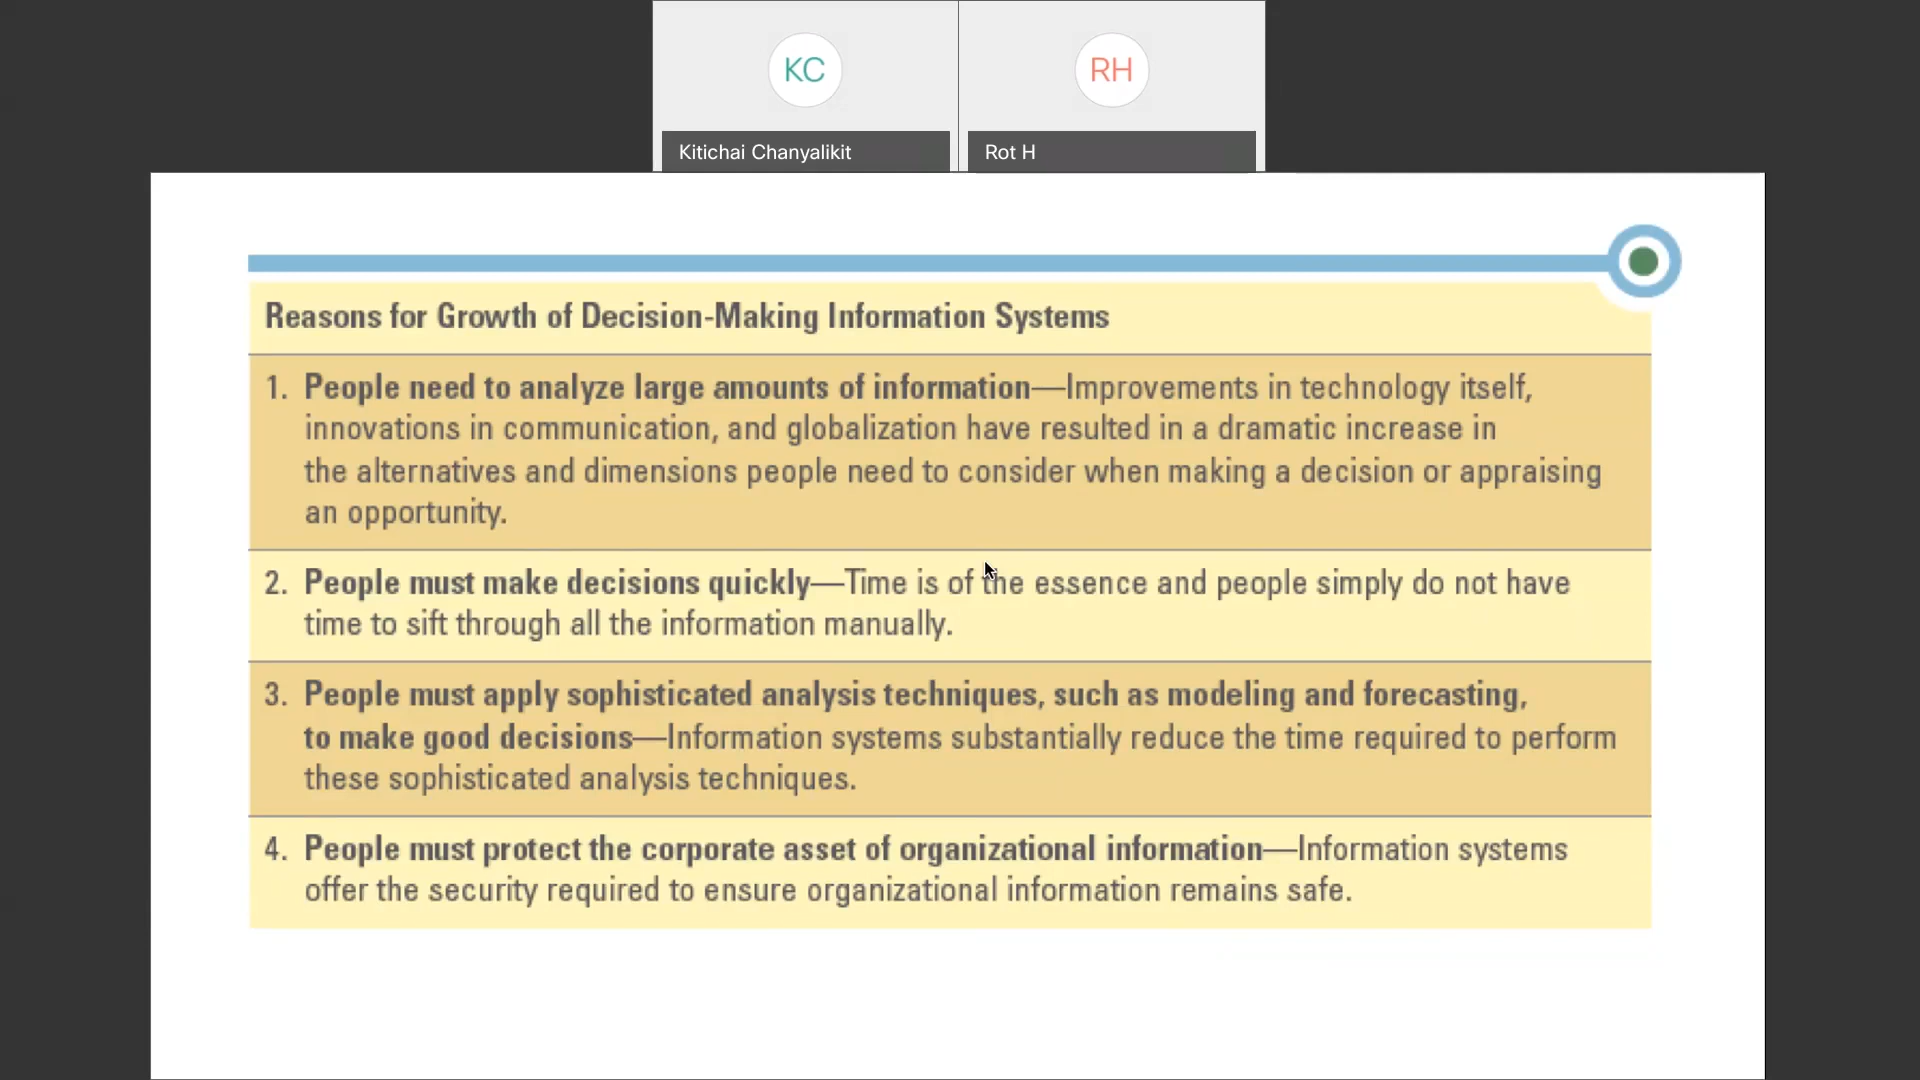 KC
RH
Kitichai Chanyalikit
Rot H
Reasons for Growth of Decision-Making Information Systems
1. People need to analyze large amounts of information—Improvements in technology itself,
innovations in communication, and globalization have resulted in a dramatic increase in
the alternatives and dimensions people need to consider when making a decision or appraising
an opportunity.
2. People must make decisions quickly—Time is of the essence and people simply do not have
time to sift through all the information manually.
3. People must apply sophisticated analysis techniques, such as modeling and forecasting,
to make good decisions—Information systems substantially reduce the time required to perform
these sophisticated analysis techniques.
4. People must protect the corporate asset of organizational information—Information systems
offer the security required to ensure organizational information remains safe.